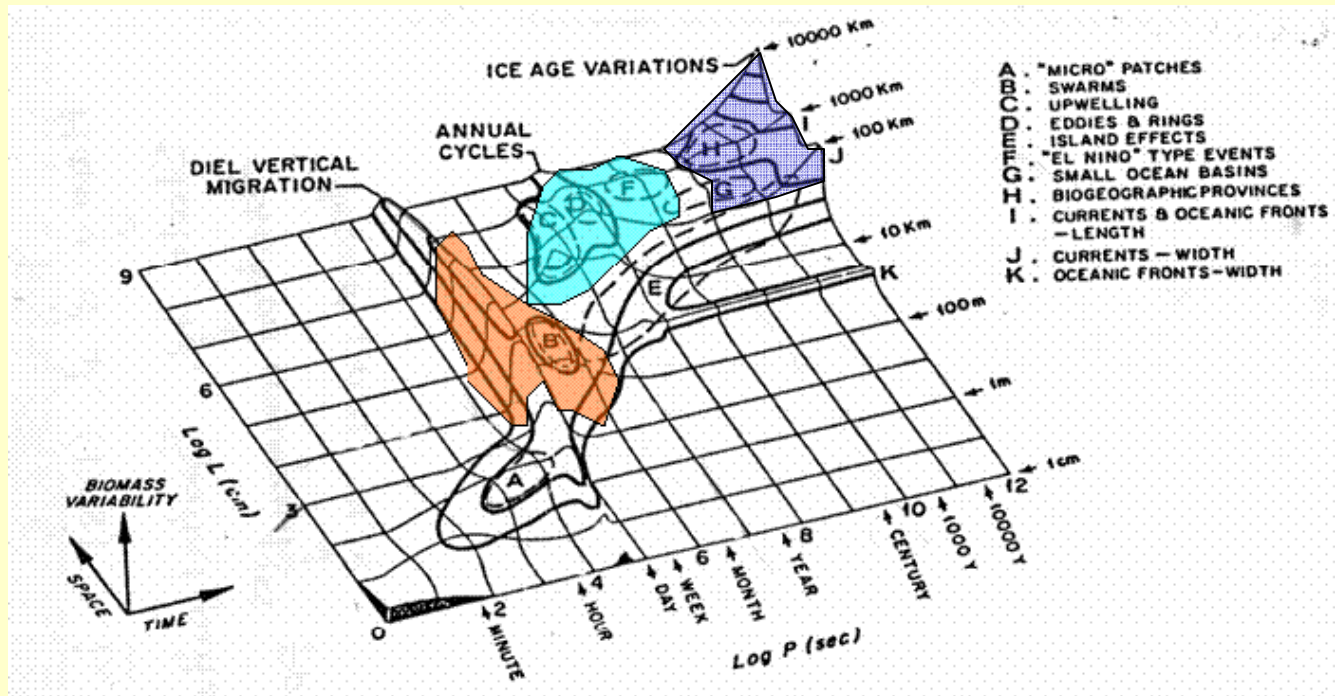 ICE AGE VARIATIONS
10000 Km
1000 Km
100 Km
10 Km
100m
1m
1cm
ANNUAL
CYCLES
DIEL VERTICAL
MIGRATION
A. "MICRO" PATCHES
B. SWARMS
C. UPWELLING
D. EDDIES & RINGS
E. ISLAND EFFECTS
F. "EL NINO" TYPE EVENTS
G. SMALL OCEAN BASINS
H. BIOGEOGRAPHIC PROVINCES
I. CURRENTS & OCEANIC FRONTS
-LENGTH
J. CURRENTS - WIDTH
K. OCEANIC FRONTS-WIDTH
H
I
J
G
F
D
C
E
K
B
A
9
6
3
Log L (cm)
BIOMASS
VARIABILITY
SPACE
TIME
0
2
4
6
8
10
12
MINUTE
HOUR
DAY
WEEK
MONTH
YEAR
CENTURY
1000 Y
10000 Y
Log P (sec)